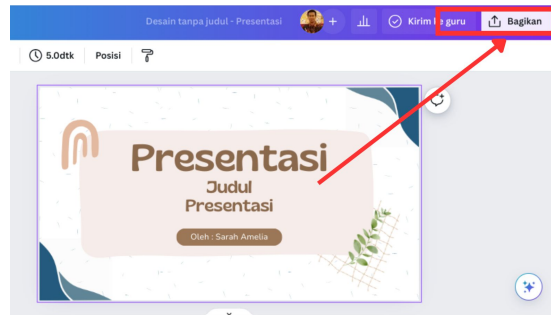 Desain tanpa judul - Presentasi
+
Kirim ke guru
Bagikan
5.0dtk
Posisi
Presentasi
Judul
Presentasi
Oleh : Sarah Amelia